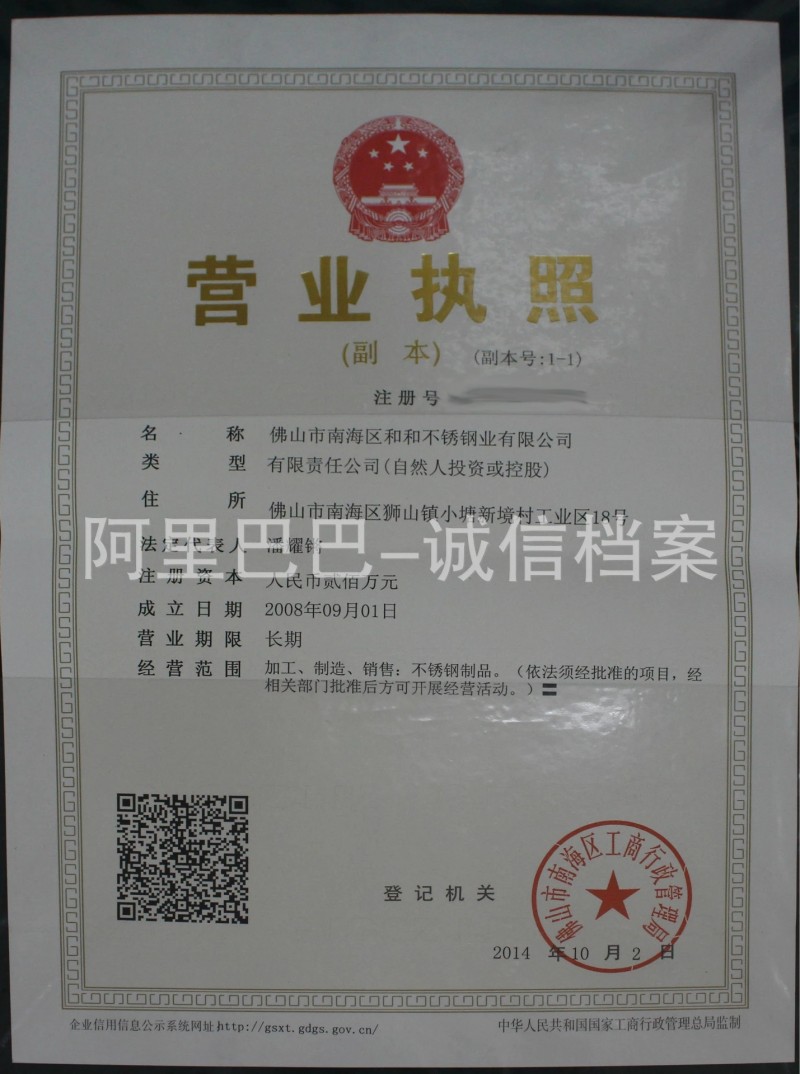 营业执照
(副 本) (副本号:1-1)
注册号
名 称 佛山市南海区和和不锈钢业有限公司
类 型 有限责任公司(自然人投资或控股)
住 所 佛山市南海区狮山镇小塘新境村工业区18号
阿里巴巴-诚信档案
法定代表人 潘耀
注册资本 人民币贰佰万元
成立日期 2008年09月01日
营业期限 长期
经营范围 加工、制造、销售：不锈钢制品。（依法须经批准的项目，经
相关部门批准后方可开展经营活动。）〓
佛山市南海区工商行政管理局
登记机关
2014 年10 月 2 日
企业信用信息公示系统网址:http://gsxt.gdgs.gov.cn/
中华人民共和国国家工商行政管理总局监制